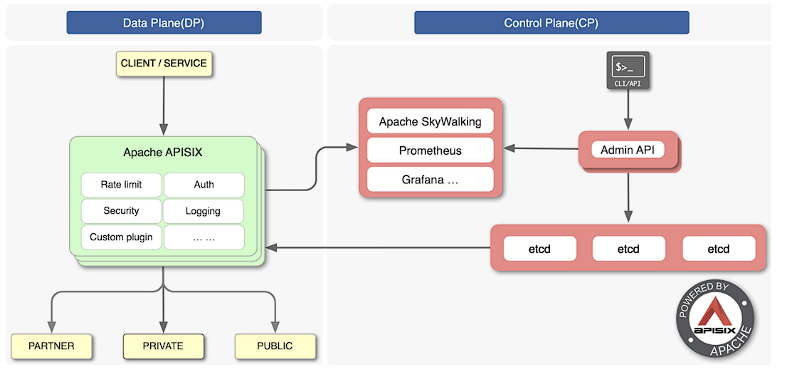 Data Plane(DP)
Control Plane(CP)
CLIENT / SERVICE
$>_
CLI/API
Apache APISIX
Rate limit
Auth
Security
Logging
Custom plugin
... ...
Apache SkyWalking
Prometheus
Grafana ...
Admin API
etcd
etcd
etcd
PARTNER
PRIVATE
PUBLIC
POWERED BY
APISIX
APACHE